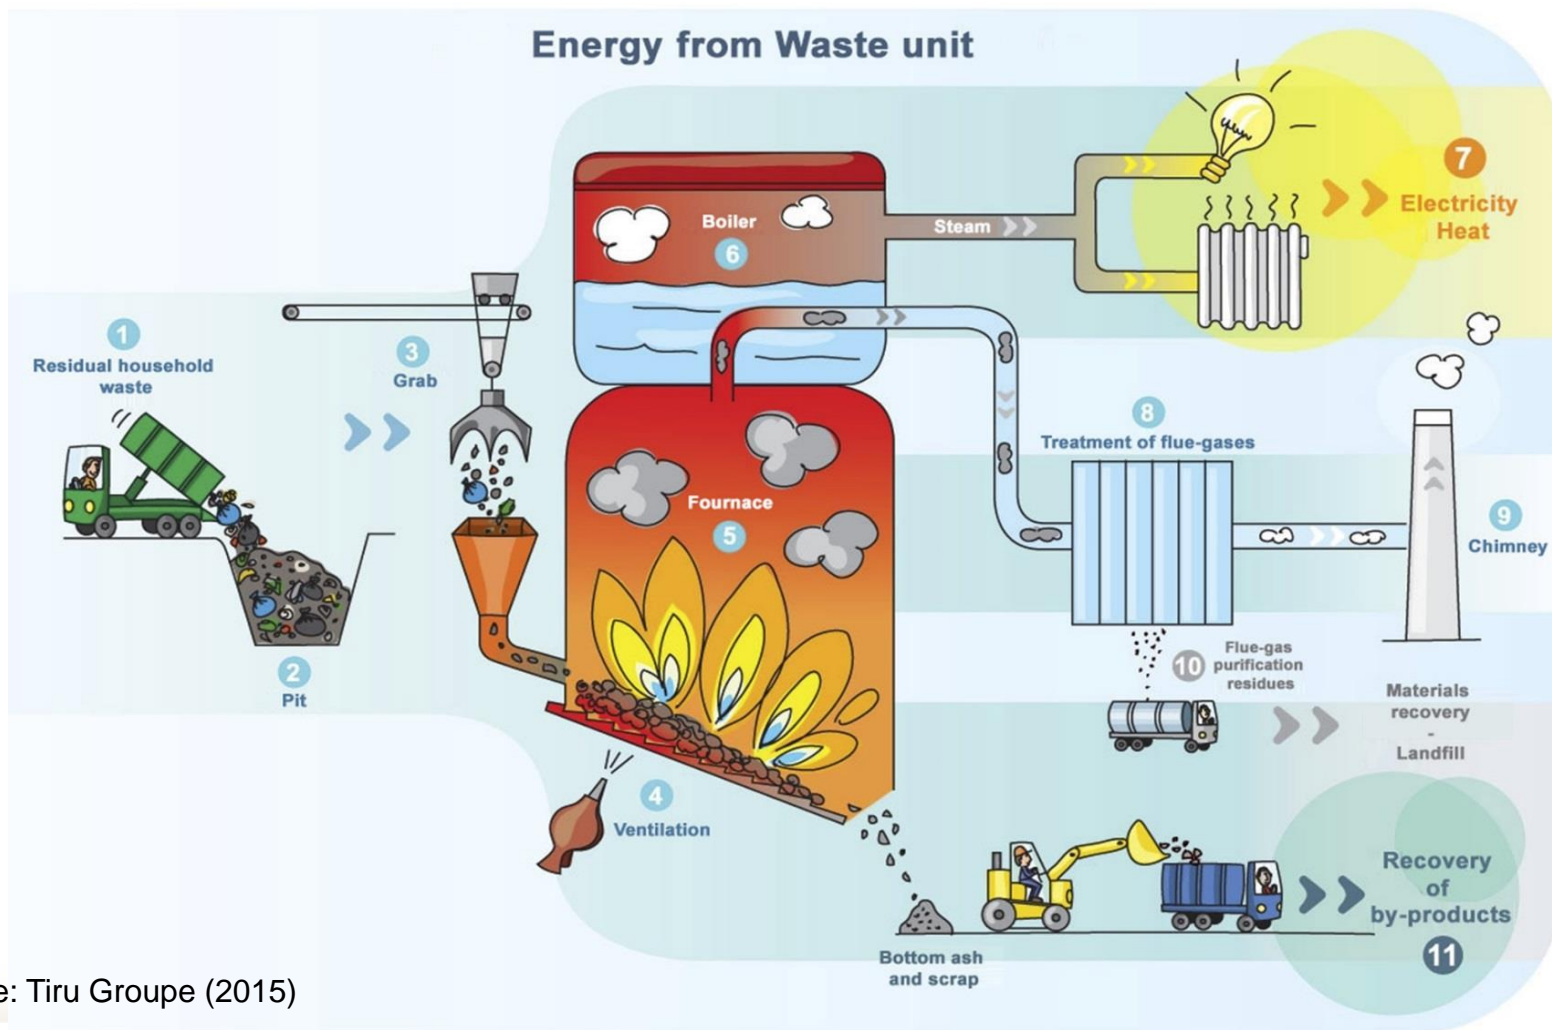 Energy from Waste unit
1
Residual household
waste
2
Pit
3
Grab
4
Ventilation
Fournace
5
Boiler
6
Steam
7
Electricity
Heat
8
Treatment of flue-gases
9
Chimney
10
Flue-gas
purification
residues
Materials
recovery
-
Landfill
Bottom ash
and scrap
Recovery
of
by-products
11
e: Tiru Groupe (2015)